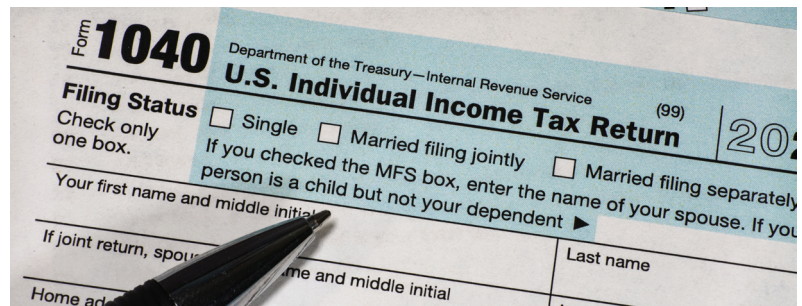 Form 1040
Department of the Treasury—Internal Revenue Service
U.S. Individual Income Tax Return
(99)
Filing Status
Check only
one box.
Single Married filing jointly Married filing separately
If you checked the MFS box, enter the name of your spouse. If you
person is a child but not your dependent ►
Your first name and middle initial
Last name
If joint return, name and middle initial
Home